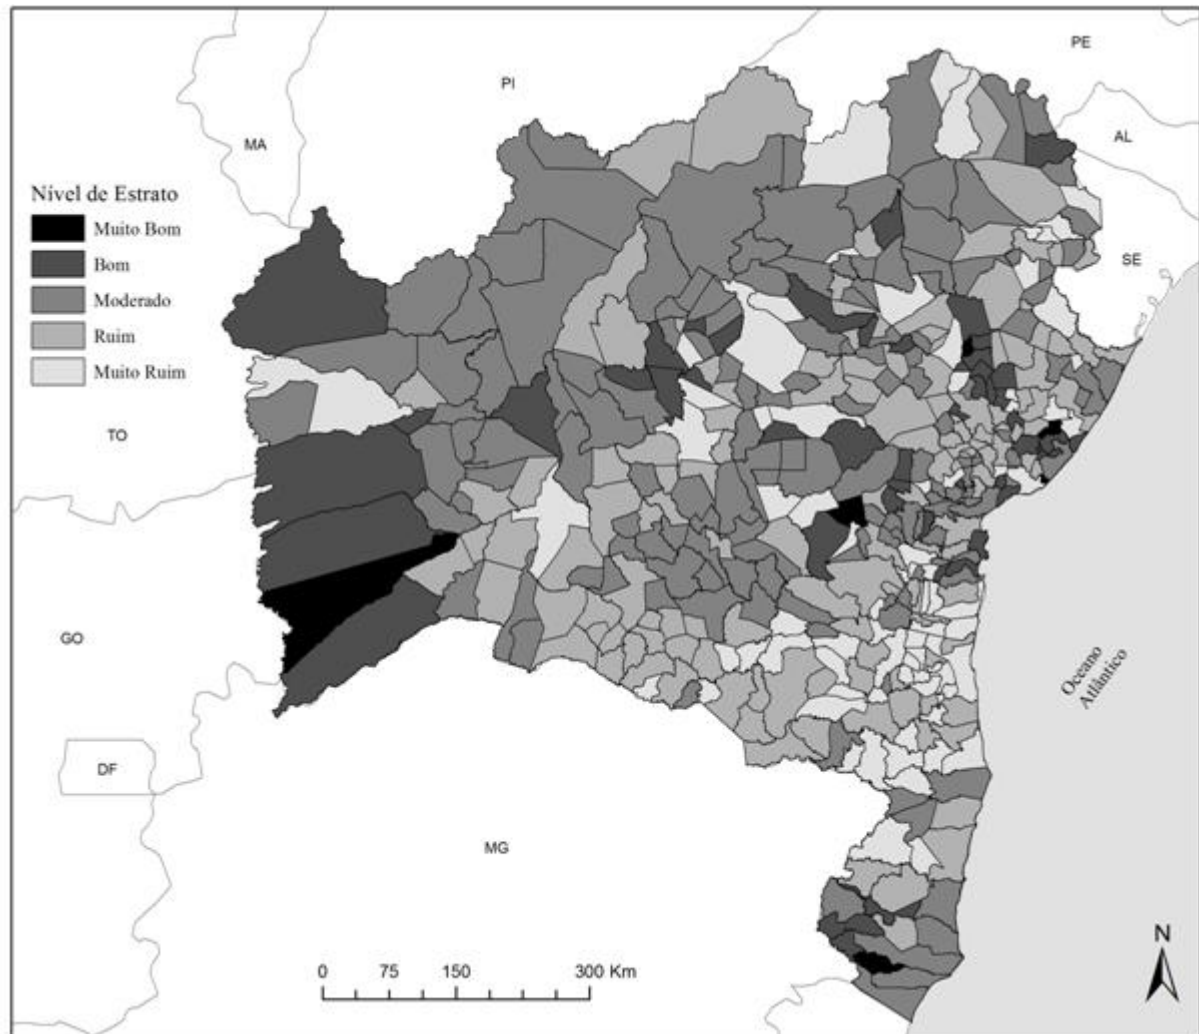 PE
PI
AL
MA
Nível de Estrato
Muito Bom
Bom
Moderado
Ruim
Muito Ruim
SE
TO
GO
Oceano
Atlântico
DF
MG
N
0 75 150 300 Km